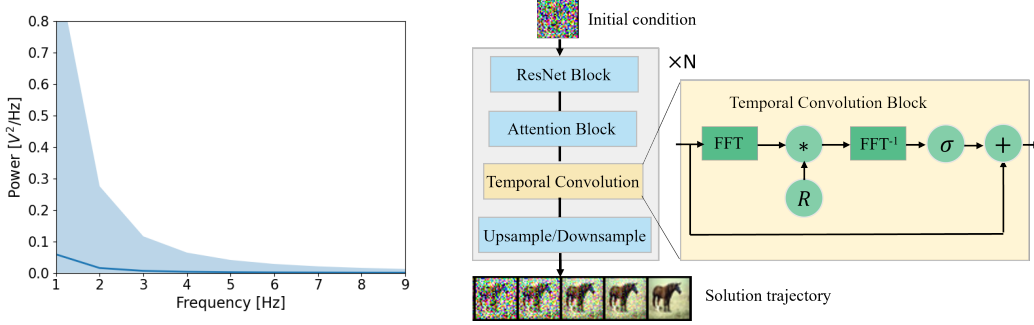 0.8
0.7
0.6
0.5
0.4
0.3
0.2
0.1
0.0
Power [V²/Hz]
1 2 3 4 5 6 7 8 9
Frequency [Hz]
Initial condition
ResNet Block
Attention Block
Temporal Convolution
Upsample/Downsample
×N
Solution trajectory
Temporal Convolution Block
FFT
*
FFT⁻¹
σ
+
R